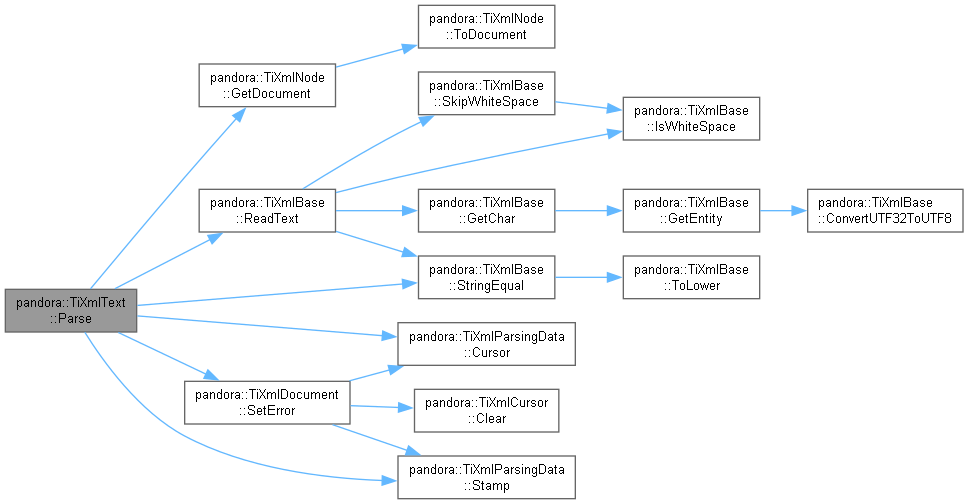 pandora::TiXmlNode
::ToDocument
pandora::TiXmlNode
::GetDocument
pandora::TiXmlBase
::SkipWhiteSpace
pandora::TiXmlBase
::IsWhiteSpace
pandora::TiXmlBase
::ReadText
pandora::TiXmlBase
::GetChar
pandora::TiXmlBase
::GetEntity
pandora::TiXmlBase
::ConvertUTF32ToUTF8
pandora::TiXmlBase
::StringEqual
pandora::TiXmlBase
::ToLower
pandora::TiXmlText
::Parse
pandora::TiXmlParsingData
::Cursor
pandora::TiXmlDocument
::SetError
pandora::TiXmlCursor
::Clear
pandora::TiXmlParsingData
::Stamp